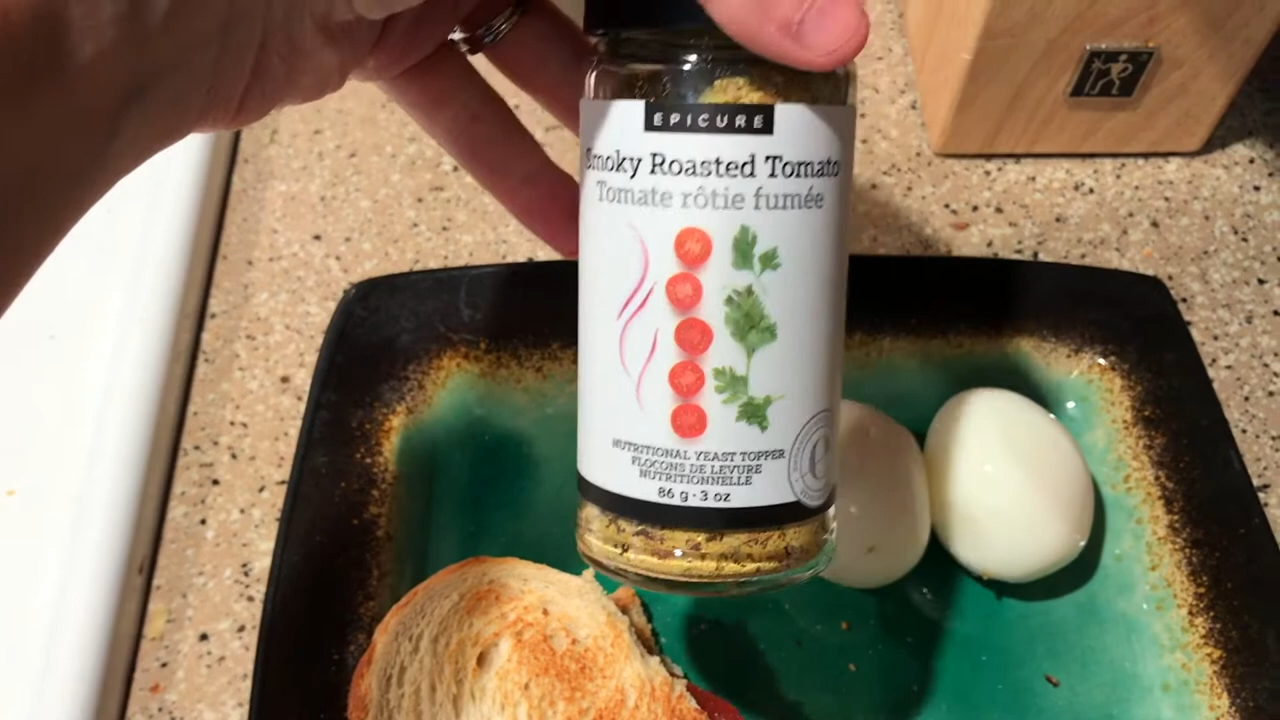 EPICURE
Smoky Roasted Tomato
Tomate rôtie fumée
NUTRITIONAL YEAST TOPPER
FLOCONS DE LEVURE
NUTRITIONNELLE
86 g • 3 oz
e